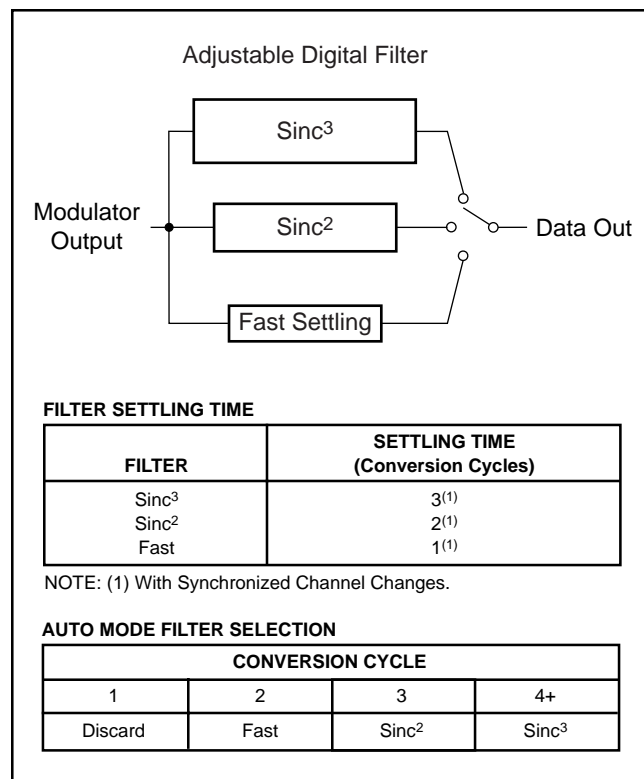 Adjustable Digital Filter
Sinc³
Modulator
Output
Sinc²
Data Out
Fast Settling
FILTER SETTLING TIME
FILTER
SETTLING TIME
(Conversion Cycles)
Sinc³ 3(1)
Sinc² 2(1)
Fast 1(1)
NOTE: (1) With Synchronized Channel Changes.
AUTO MODE FILTER SELECTION
CONVERSION CYCLE
1 2 3 4+
Discard Fast Sinc² Sinc³